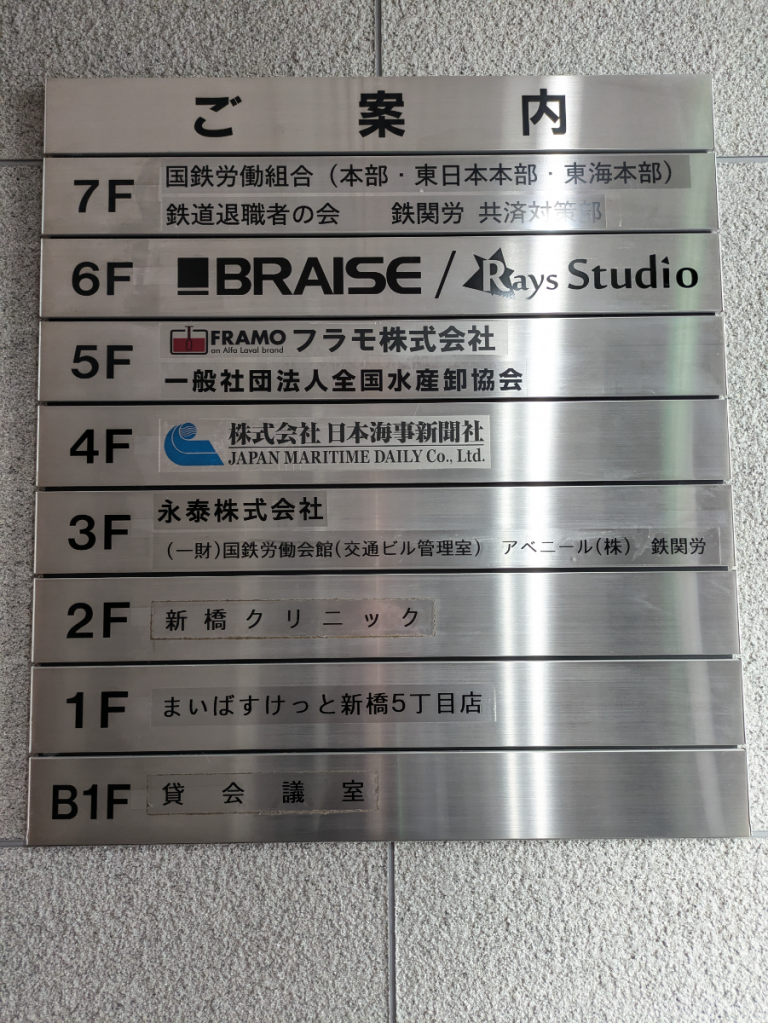 ご案内
7F 国鉄労働組合（本部・東日本本部・東海本部）
鉄道退職者の会　鉄関労 共済対策部
6F BRAISE / Rays Studio
5F FRAMO an Alfa Laval brand フラモ株式会社
一般社団法人全国水産卸協会
4F 株式会社 日本海事新聞社
JAPAN MARITIME DAILY Co., Ltd.
3F 永泰株式会社
（一財）国鉄労働会館（交通ビル管理室）　アベニール（株）　鉄関労
2F 新橋クリニック
1F まいばすけっと新橋5丁目店
B1F 貸会議室